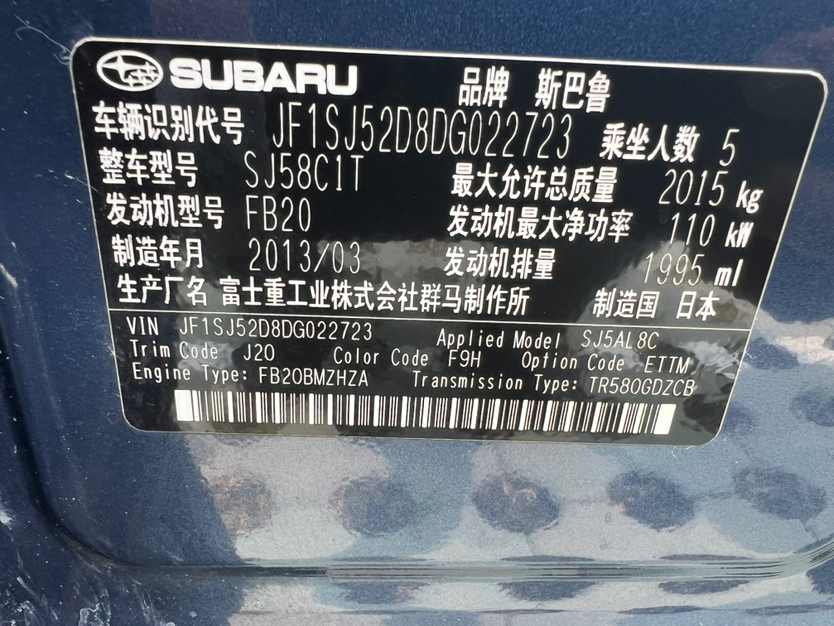 SUBARU 品牌 斯巴鲁
车辆识别代号 JF1SJ52D8DG022723 乘坐人数 5
整车型号 SJ58C1T 最大允许总质量 2015 kg
发动机型号 FB20 发动机最大净功率 110 kW
制造年月 2013/03 发动机排量 1995 ml
生产厂名 富士重工业株式会社群马制作所 制造国 日本
VIN JF1SJ52D8DG022723 Applied Model SJ5AL8C
Trim Code J20 Color Code F9H Option Code ETTM
Engine Type: FB20BMZHZA Transmission Type: TR580GDZCB